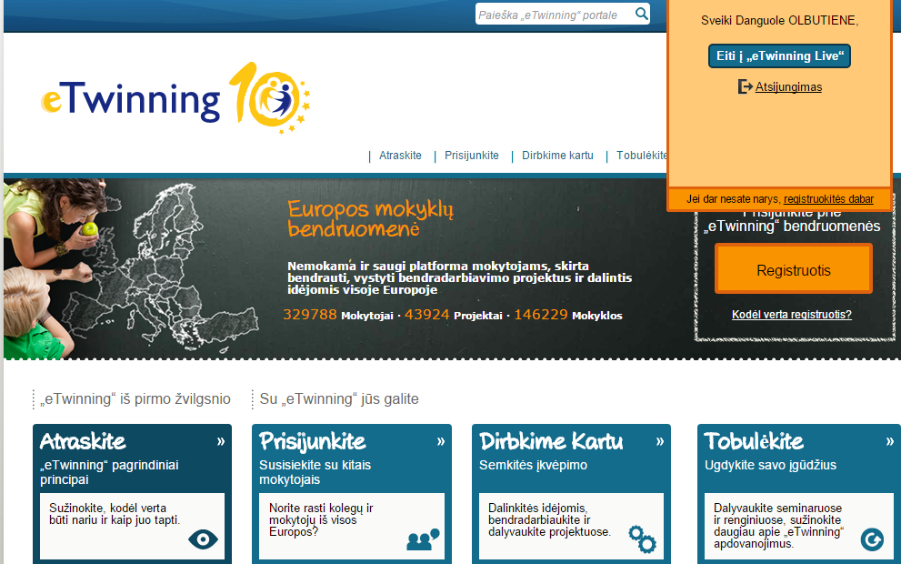 Paieška „eTwinning“ portale
Sveiki Danguole OLBUTIENE,
Eiti į „eTwinning Live“
Atsijungimas
Jei dar nesate narys, registruokitės dabar
eTwinning 10
Atraskite
Prisijunkite
Dirbkime kartu
Tobulėkite
Europos mokyklų
bendruomenė
Nemokama ir saugi platforma mokytojams, skirta
bendrauti, vystyti bendradarbiavimo projektus ir dalintis
idėjomis visoje Europoje
329788 Mokytojai · 43924 Projektai · 146229 Mokyklos
Prisijunkite prie
„eTwinning“ bendruomenės
Registruotis
Kodėl verta registruotis?
„eTwinning“ iš pirmo žvilgsnio
Su „eTwinning“ jūs galite
Atraskite »
„eTwinning“ pagrindiniai
principai
Sužinokite, kodėl verta
būti nariu ir kaip juo tapti.
Prisijunkite »
Susisiekite su kitais
mokytojais
Norite rasti kolegų ir
mokytojų iš visos
Europos?
Dirbkime Kartu »
Semkitės įkvėpimo
Dalinkitės idėjomis,
bendradarbiaukite ir
dalyvaukite projektuose.
Tobulėkite »
Ugdykite savo įgūdžius
Dalyvaukite seminaruose
ir renginiuose, sužinokite
daugiau apie „eTwinning“
apdovanojimus.